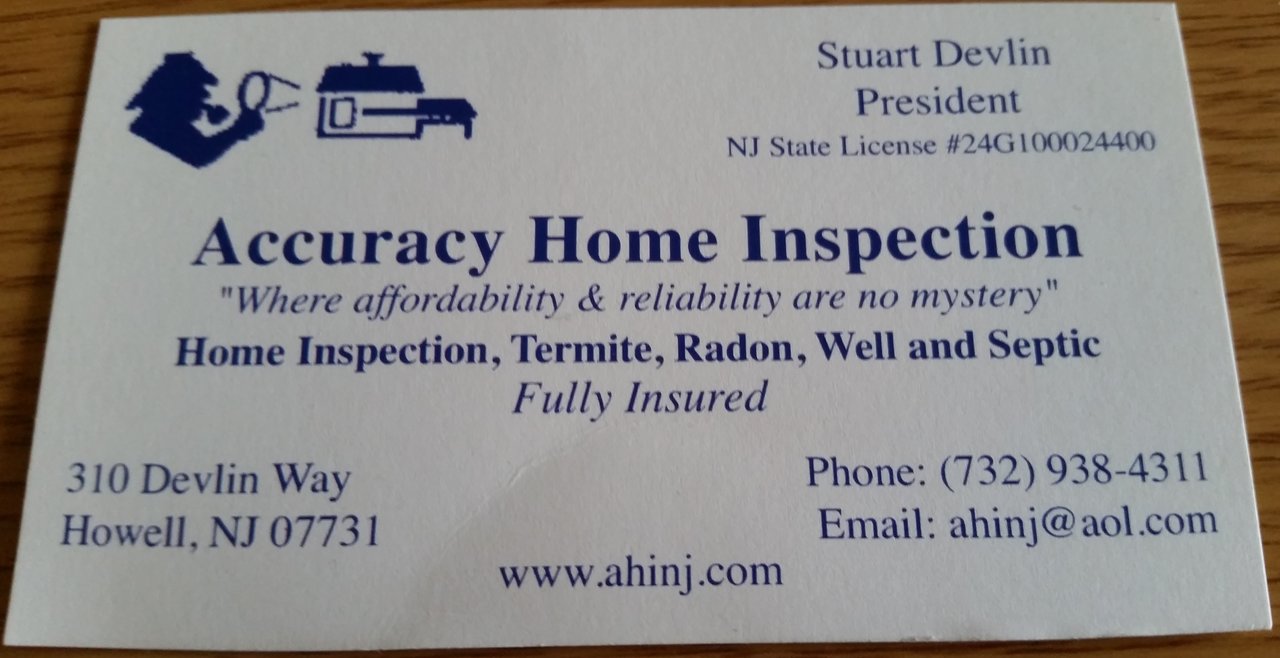 Stuart Devlin
President
NJ State License #24G100024400
Accuracy Home Inspection
"Where affordability & reliability are no mystery"
Home Inspection, Termite, Radon, Well and Septic
Fully Insured
310 Devlin Way
Howell, NJ 07731
Phone: (732) 938-4311
Email: ahinj@aol.com
www.ahinj.com